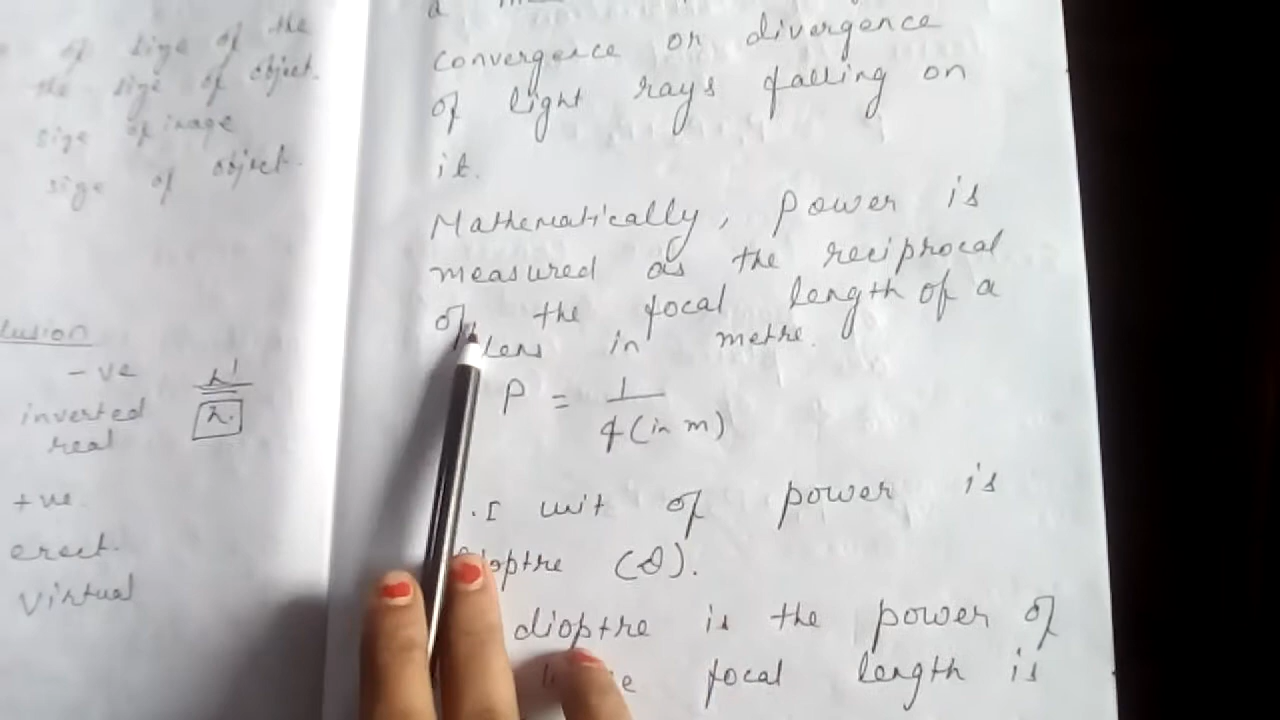 of size of the
the size of object.
size of image
size of object.
lusion
-ve
h'
h.
inverted
real
+ve.
erect.
Virtual
a
convergence or divergence
of light rays falling on
it.
Mathematically, power is
measured as the reciprocal
of the focal length of a
lens in metre.
P = 1
f (in m)
.I unit of power is
ioptre (D).
dioptre is the power of
focal length is